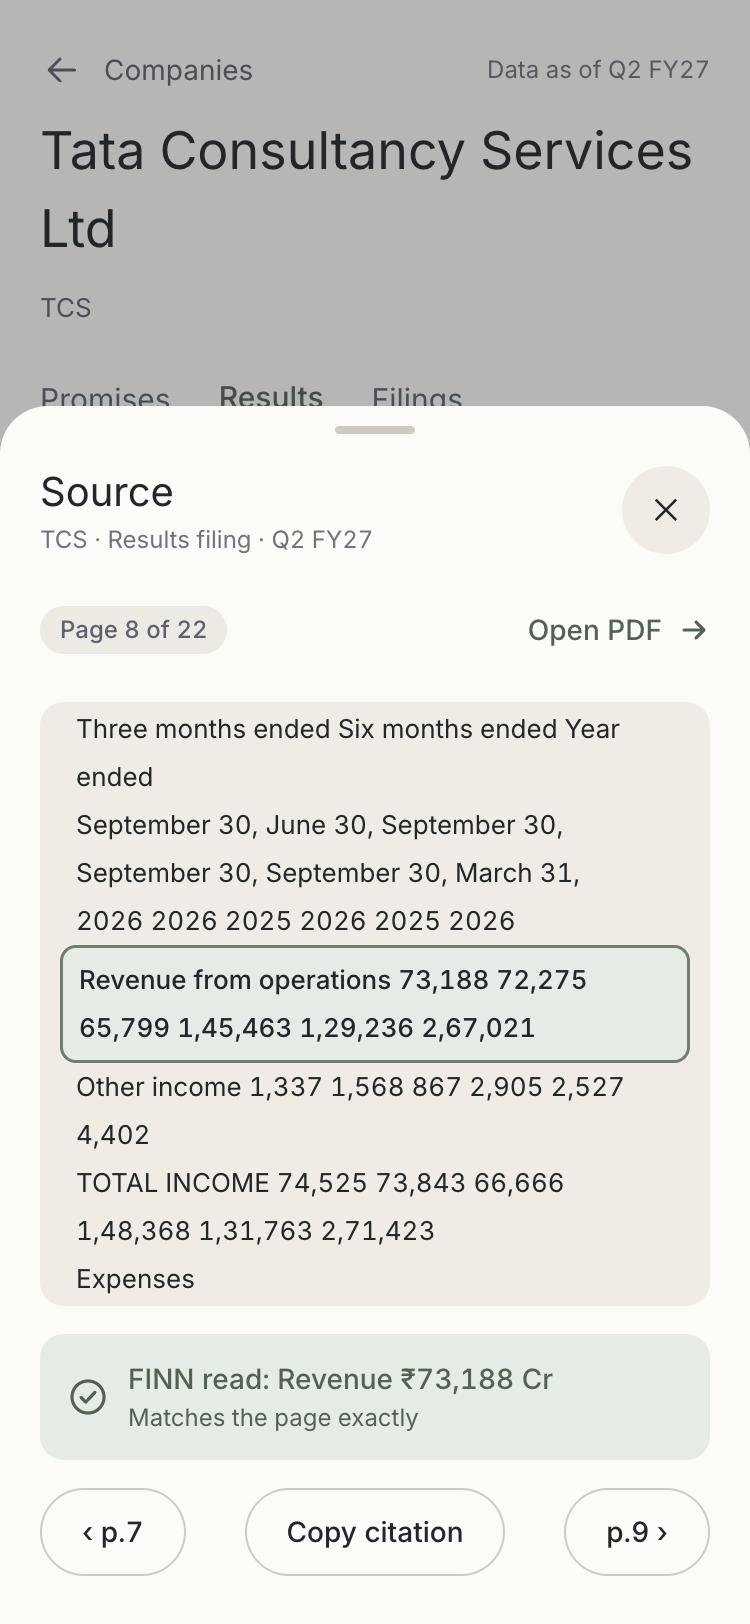 Companies
Data as of Q2 FY27
Tata Consultancy Services
Ltd
TCS
Promises Results Filings
Source
TCS · Results filing · Q2 FY27
Page 8 of 22
Open PDF →
Three months ended Six months ended Year
ended
September 30, June 30, September 30,
September 30, September 30, March 31,
2026 2026 2025 2026 2025 2026
Revenue from operations 73,188 72,275
65,799 1,45,463 1,29,236 2,67,021
Other income 1,337 1,568 867 2,905 2,527
4,402
TOTAL INCOME 74,525 73,843 66,666
1,48,368 1,31,763 2,71,423
Expenses
FINN read: Revenue ₹73,188 Cr
Matches the page exactly
‹ p.7
Copy citation
p.9 ›